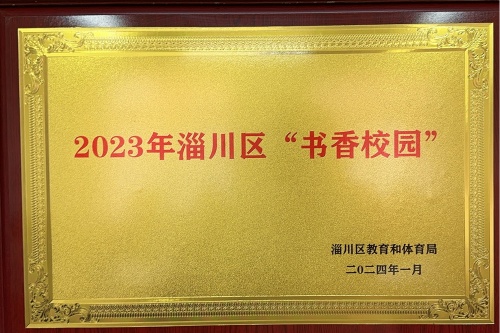 2023年淄川区“书香校园”
淄川区教育和体育局
二〇二四年一月